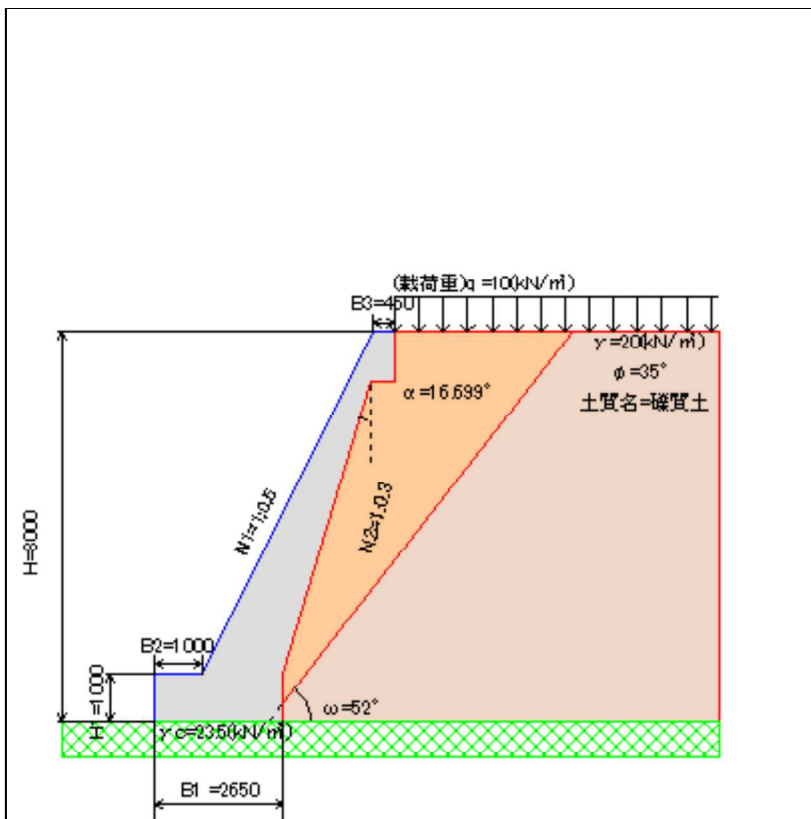 (載荷重)q =10(kN/㎡)
B3=450
γ=20(kN/㎥)
φ=35°
α=16.699°
土質名=礫質土
N1=1:0.5
N2=1:0.3
H=8000
B2=1000
H1=1000
ω=52°
γc=23.5(kN/㎥)
B1 =2650